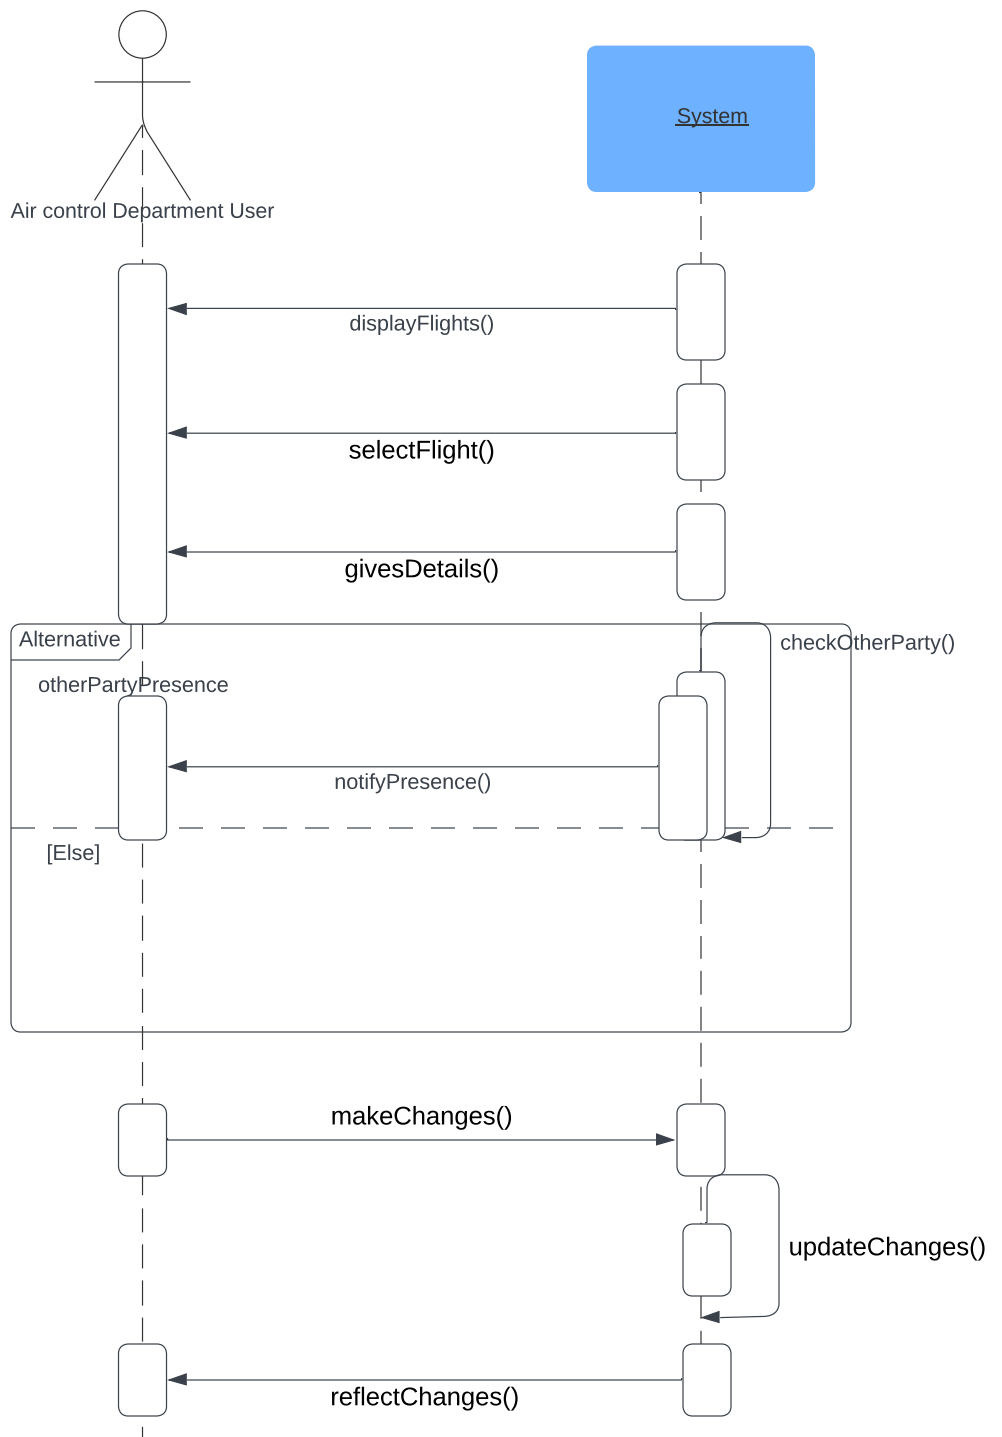 System
Air control Department User
displayFlights()
selectFlight()
givesDetails()
Alternative
checkOtherParty()
otherPartyPresence
notifyPresence()
[Else]
makeChanges()
updateChanges()
reflectChanges()